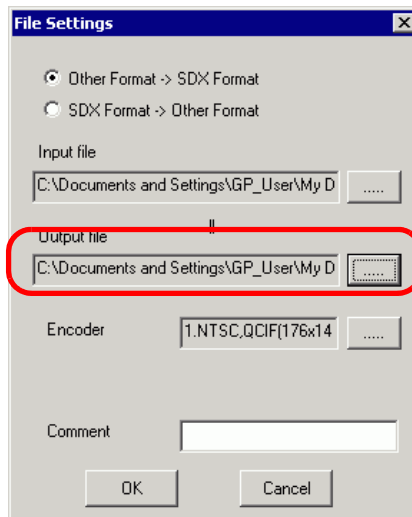 File Settings
Other Format -> SDX Format
SDX Format -> Other Format
Input file
C:\Documents and Settings\GP_User\My D
.....
Output file
C:\Documents and Settings\GP_User\My D
.....
Encoder
1.NTSC,QCIF(176x14
.....
Comment
OK
Cancel